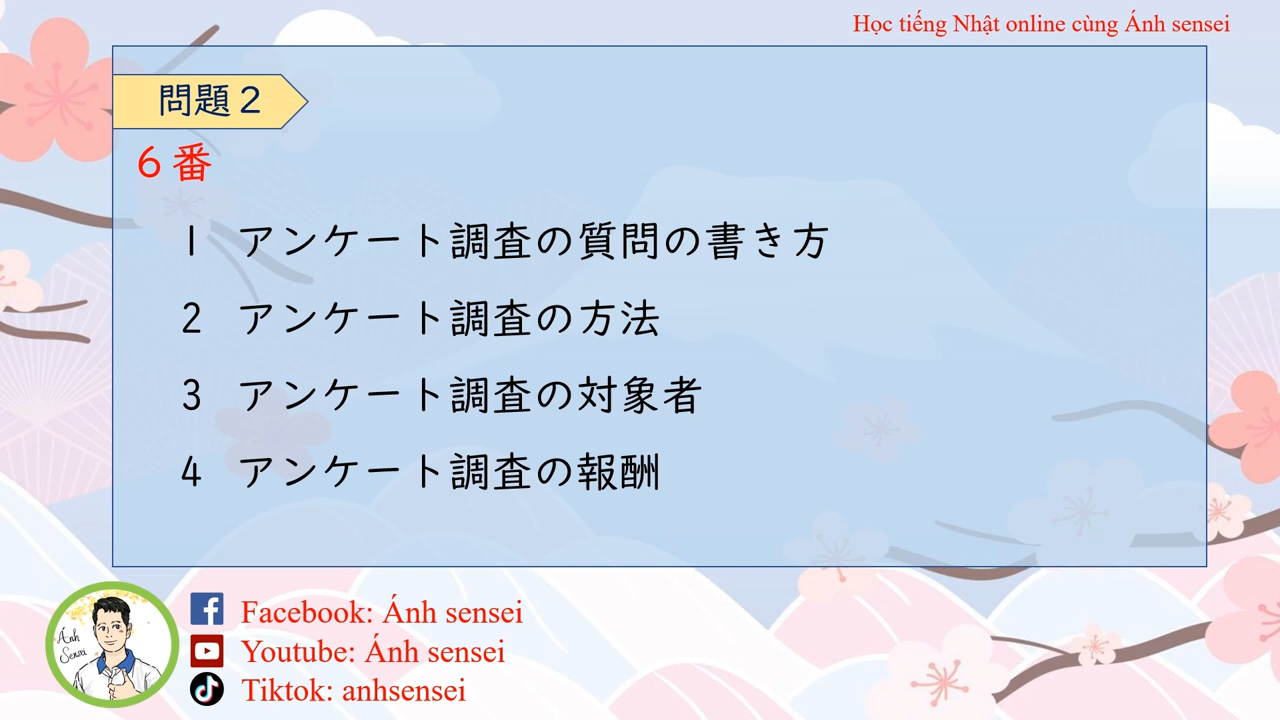 Học tiếng Nhật online cùng Ánh sensei
問題２
６番
1 アンケート調査の質問の書き方
2 アンケート調査の方法
3 アンケート調査の対象者
4 アンケート調査の報酬
Ánh
Sensei
Facebook: Ánh sensei
Youtube: Ánh sensei
Tiktok: anhsensei